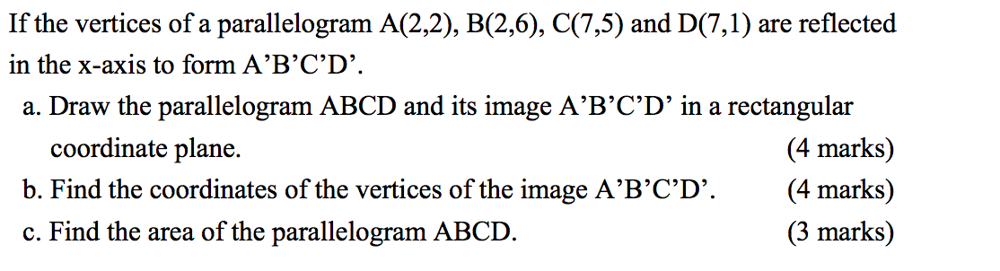 If the vertices of a parallelogram A(2,2), B(2,6), C(7,5) and D(7,1) are reflected
in the x-axis to form A’B’C’D’.
a. Draw the parallelogram ABCD and its image A’B’C’D’ in a rectangular
coordinate plane. (4 marks)
b. Find the coordinates of the vertices of the image A’B’C’D’. (4 marks)
c. Find the area of the parallelogram ABCD. (3 marks)